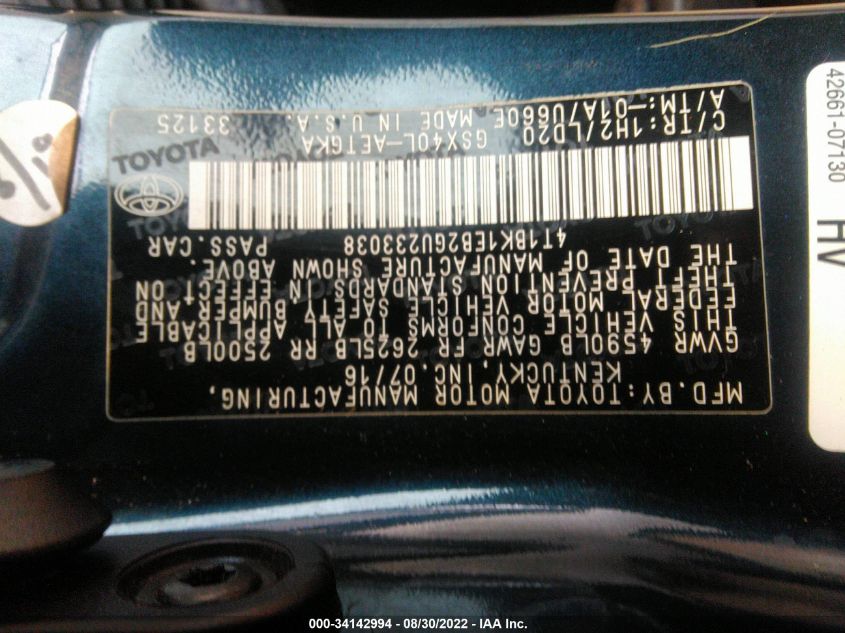 MFD.BY:TOYOTA MOTOR MANUFACTURING,
KENTUCKY, INC. 07/16
GVWR 4590LB GAWR FR 2625LB RR 2500LB
THIS VEHICLE CONFORMS TO ALL APPLICABLE
FEDERAL MOTOR VEHICLE SAFETY BUMPER AND
THEFT PREVENTION STANDARDS IN EFFECT ON
THE DATE OF MANUFACTURE SHOWN ABOVE.
4T1BK1EB2GU233038 PASS.CAR
TOYOTA
C/TR:1H2/LD20 GSX40L-AETGKA
A/TM:-01A/U660E MADE IN U.S.A. 33125
42661-07130
HV
000-34142994 - 08/30/2022 - IAA Inc.